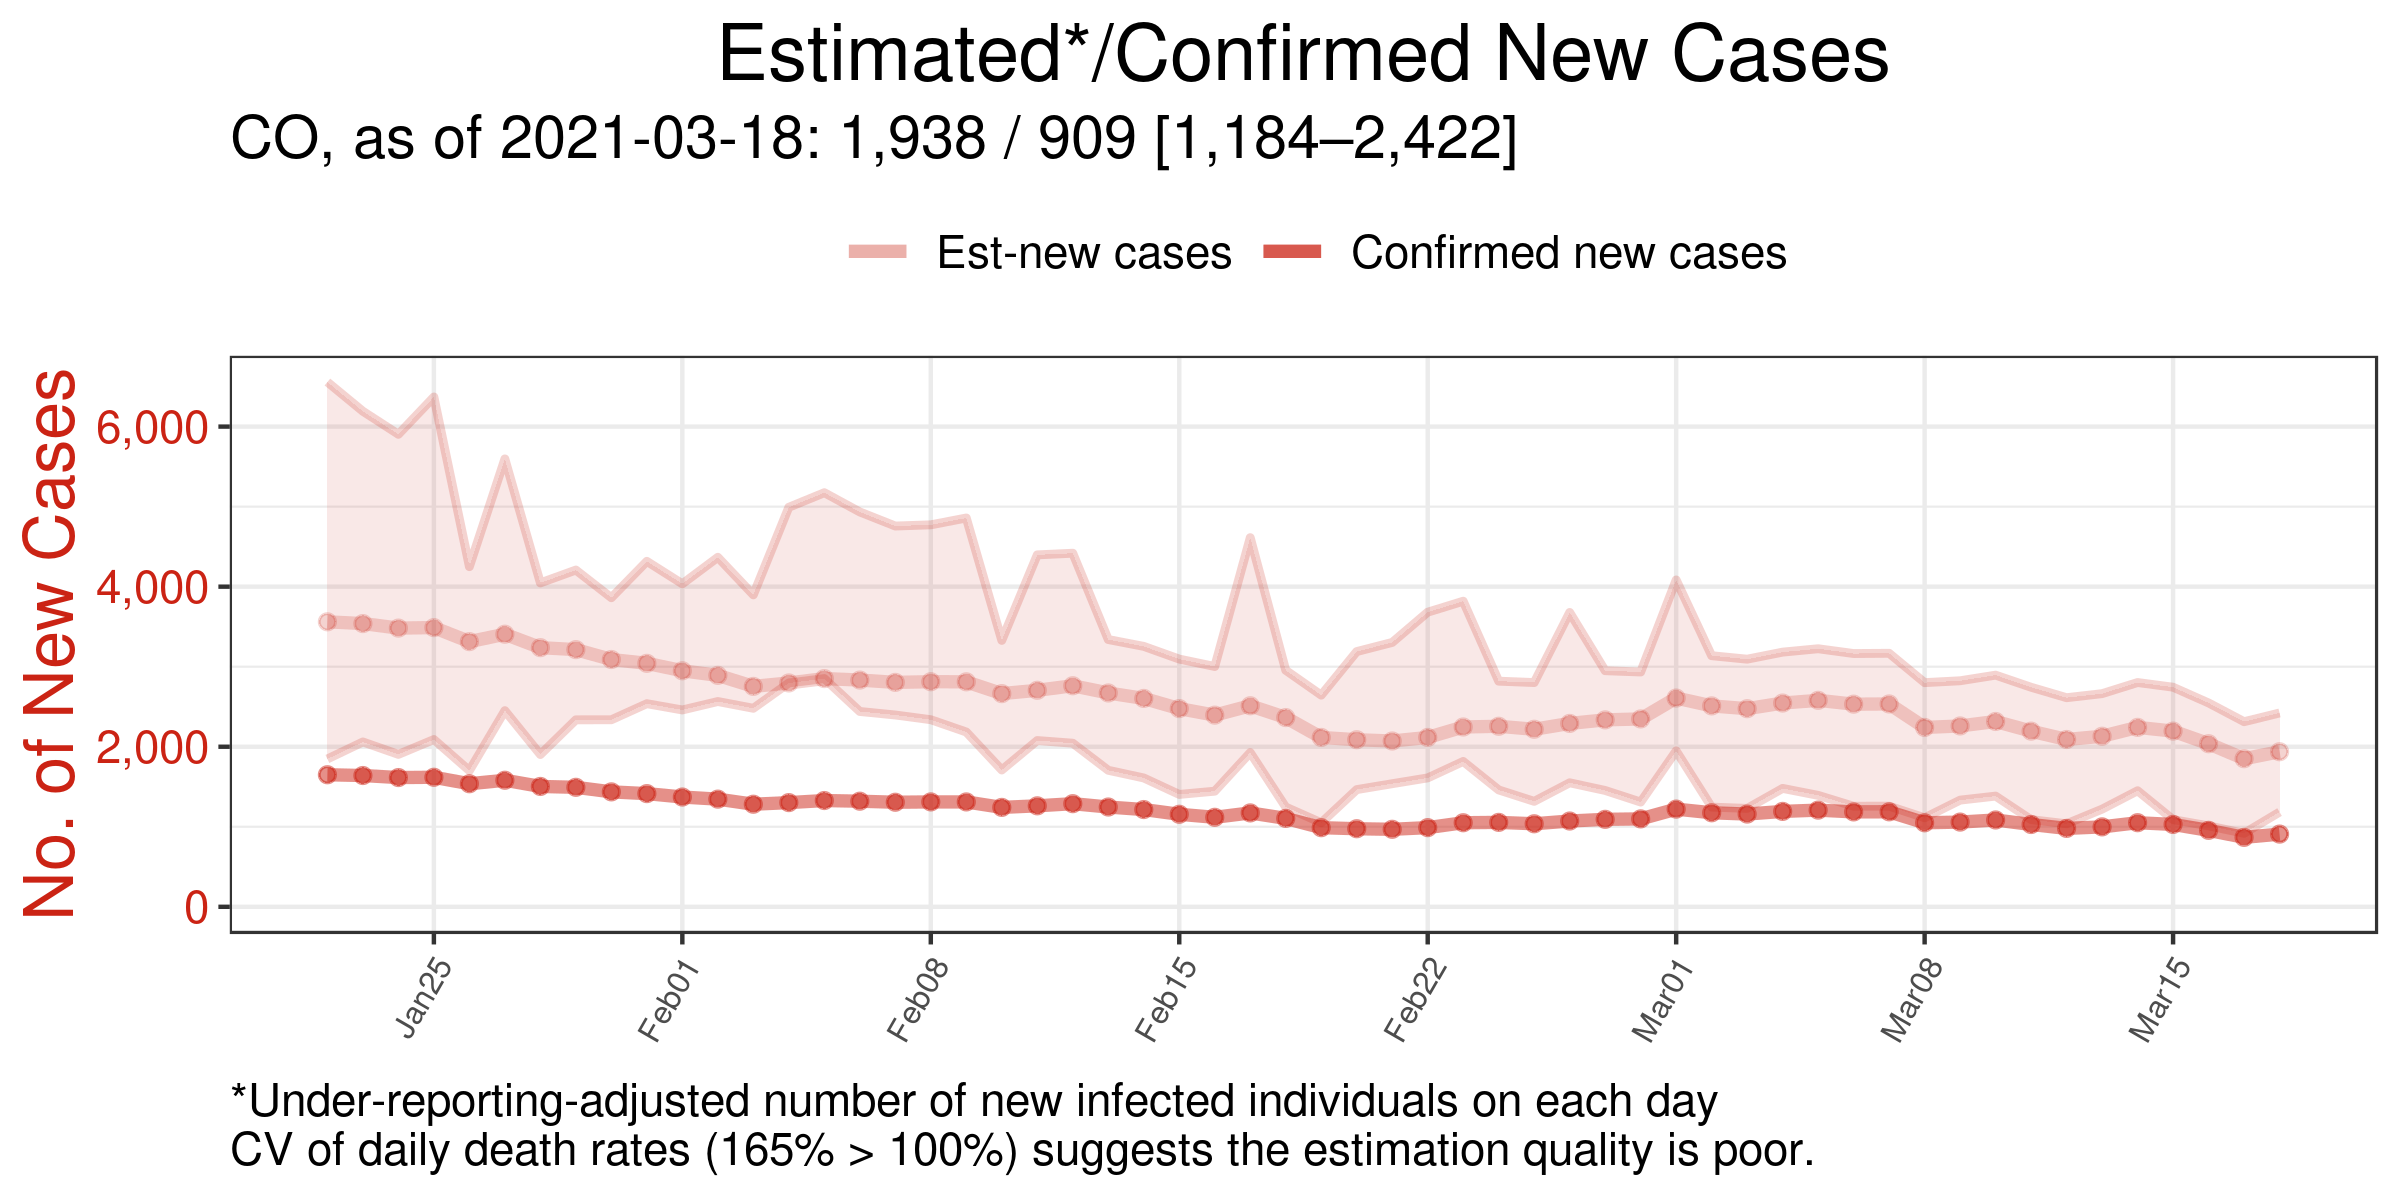 Estimated*/Confirmed New Cases
CO, as of 2021-03-18: 1,938 / 909 [1,184–2,422]
Est-new cases
Confirmed new cases
No. of New Cases
6,000
4,000
2,000
0
Jan25
Feb01
Feb08
Feb15
Feb22
Mar01
Mar08
Mar15
*Under-reporting-adjusted number of new infected individuals on each day
CV of daily death rates (165% > 100%) suggests the estimation quality is poor.